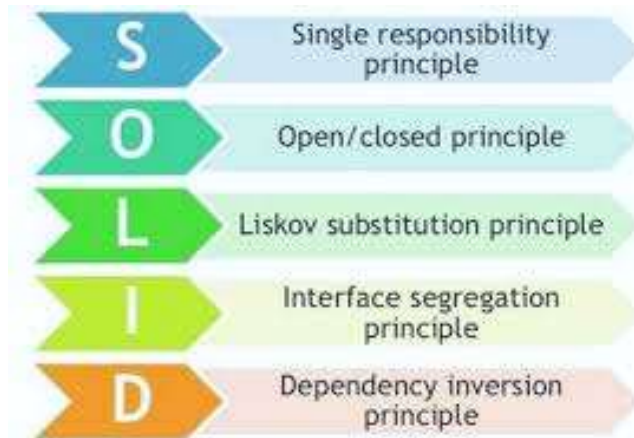 S
Single responsibility
principle
O
Open/closed principle
L
Liskov substitution principle
I
Interface segregation
principle
D
Dependency inversion
principle